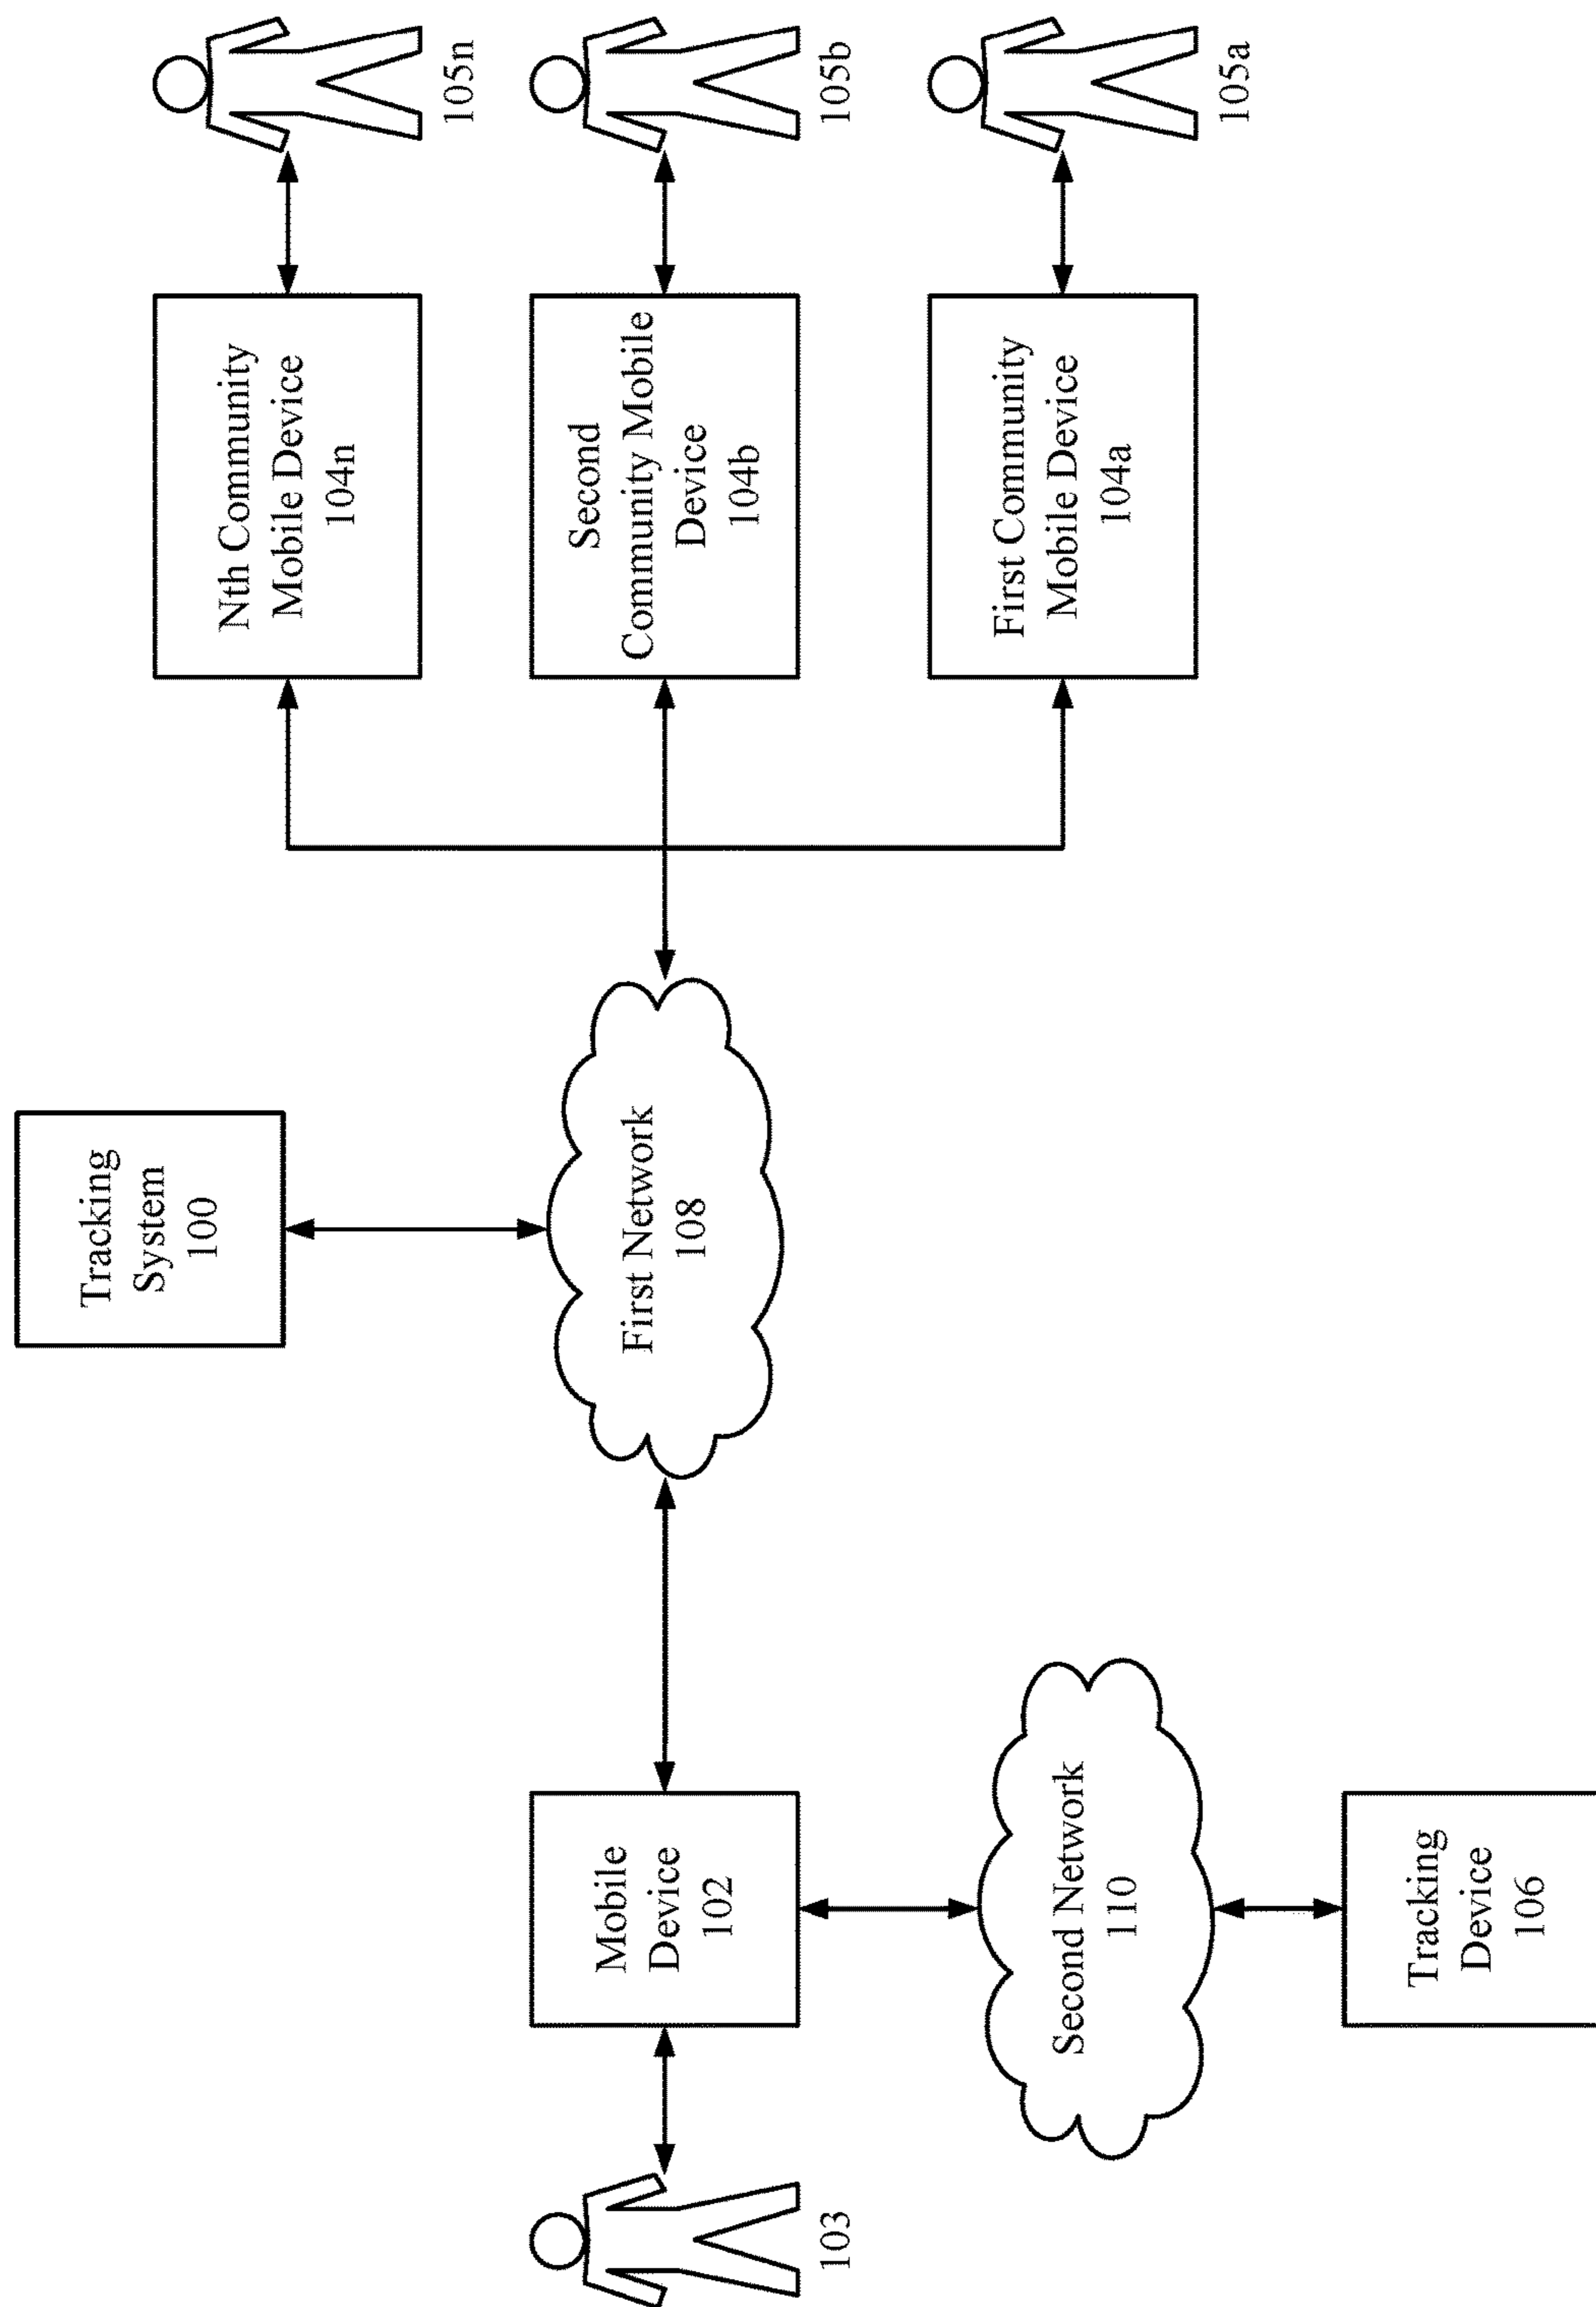 Tracking
System
100
Nth Community
Mobile Device
104n
105n
103
Mobile
Device
102
First Network
108
Second
Community Mobile
Device
104b
105b
Second Network
110
First Community
Mobile Device
104a
105a
Tracking
Device
106